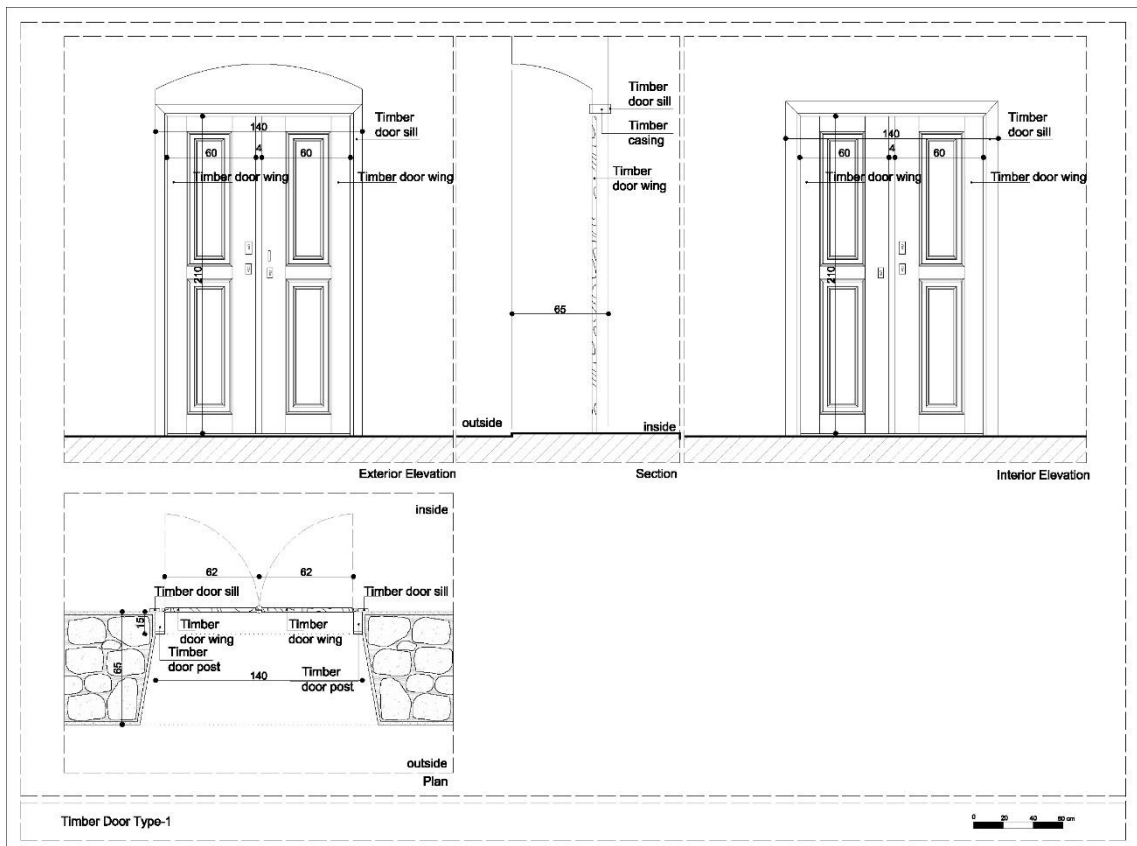 Timber
door sill
140
60
4
60
Timber door wing
Timber door wing
210
Exterior Elevation
Timber
door sill
Timber
casing
Timber
door wing
65
outside
inside
Section
Timber
door sill
140
60
4
60
Timber door wing
Timber door wing
210
Interior Elevation
inside
62
62
Timber door sill
Timber door sill
15
Timber
door wing
Timber
door wing
Timber
door post
65
140
Timber
door post
outside
Plan
Timber Door Type-1
0 20 40 60 cm